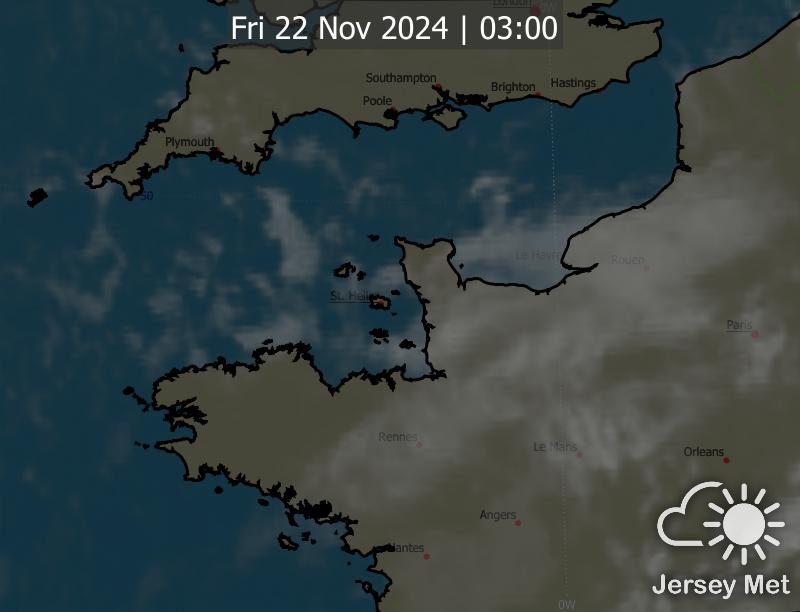 London
0W
Fri 22 Nov 2024 | 03:00
Southampton
Brighton
Hastings
Poole
Plymouth
50
Le Havre
Rouen
St. Helier
Paris
Rennes
Le Mans
Orleans
Angers
Nantes
Jersey Met
0W